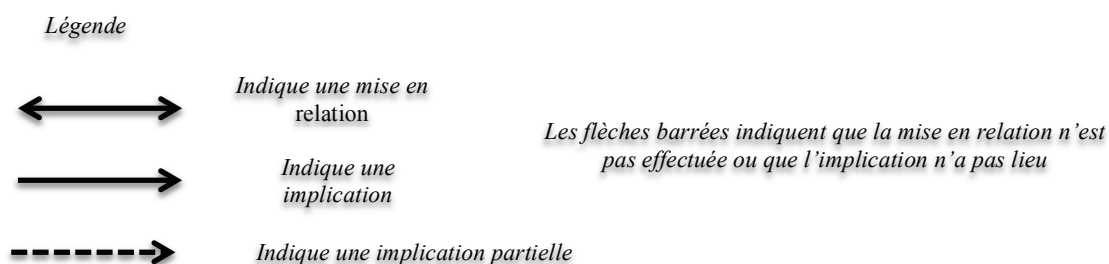 Légende
Indique une mise en
relation
Indique une
implication
Indique une implication partielle
Les flèches barrées indiquent que la mise en relation n’est
pas effectuée ou que l’implication n’a pas lieu